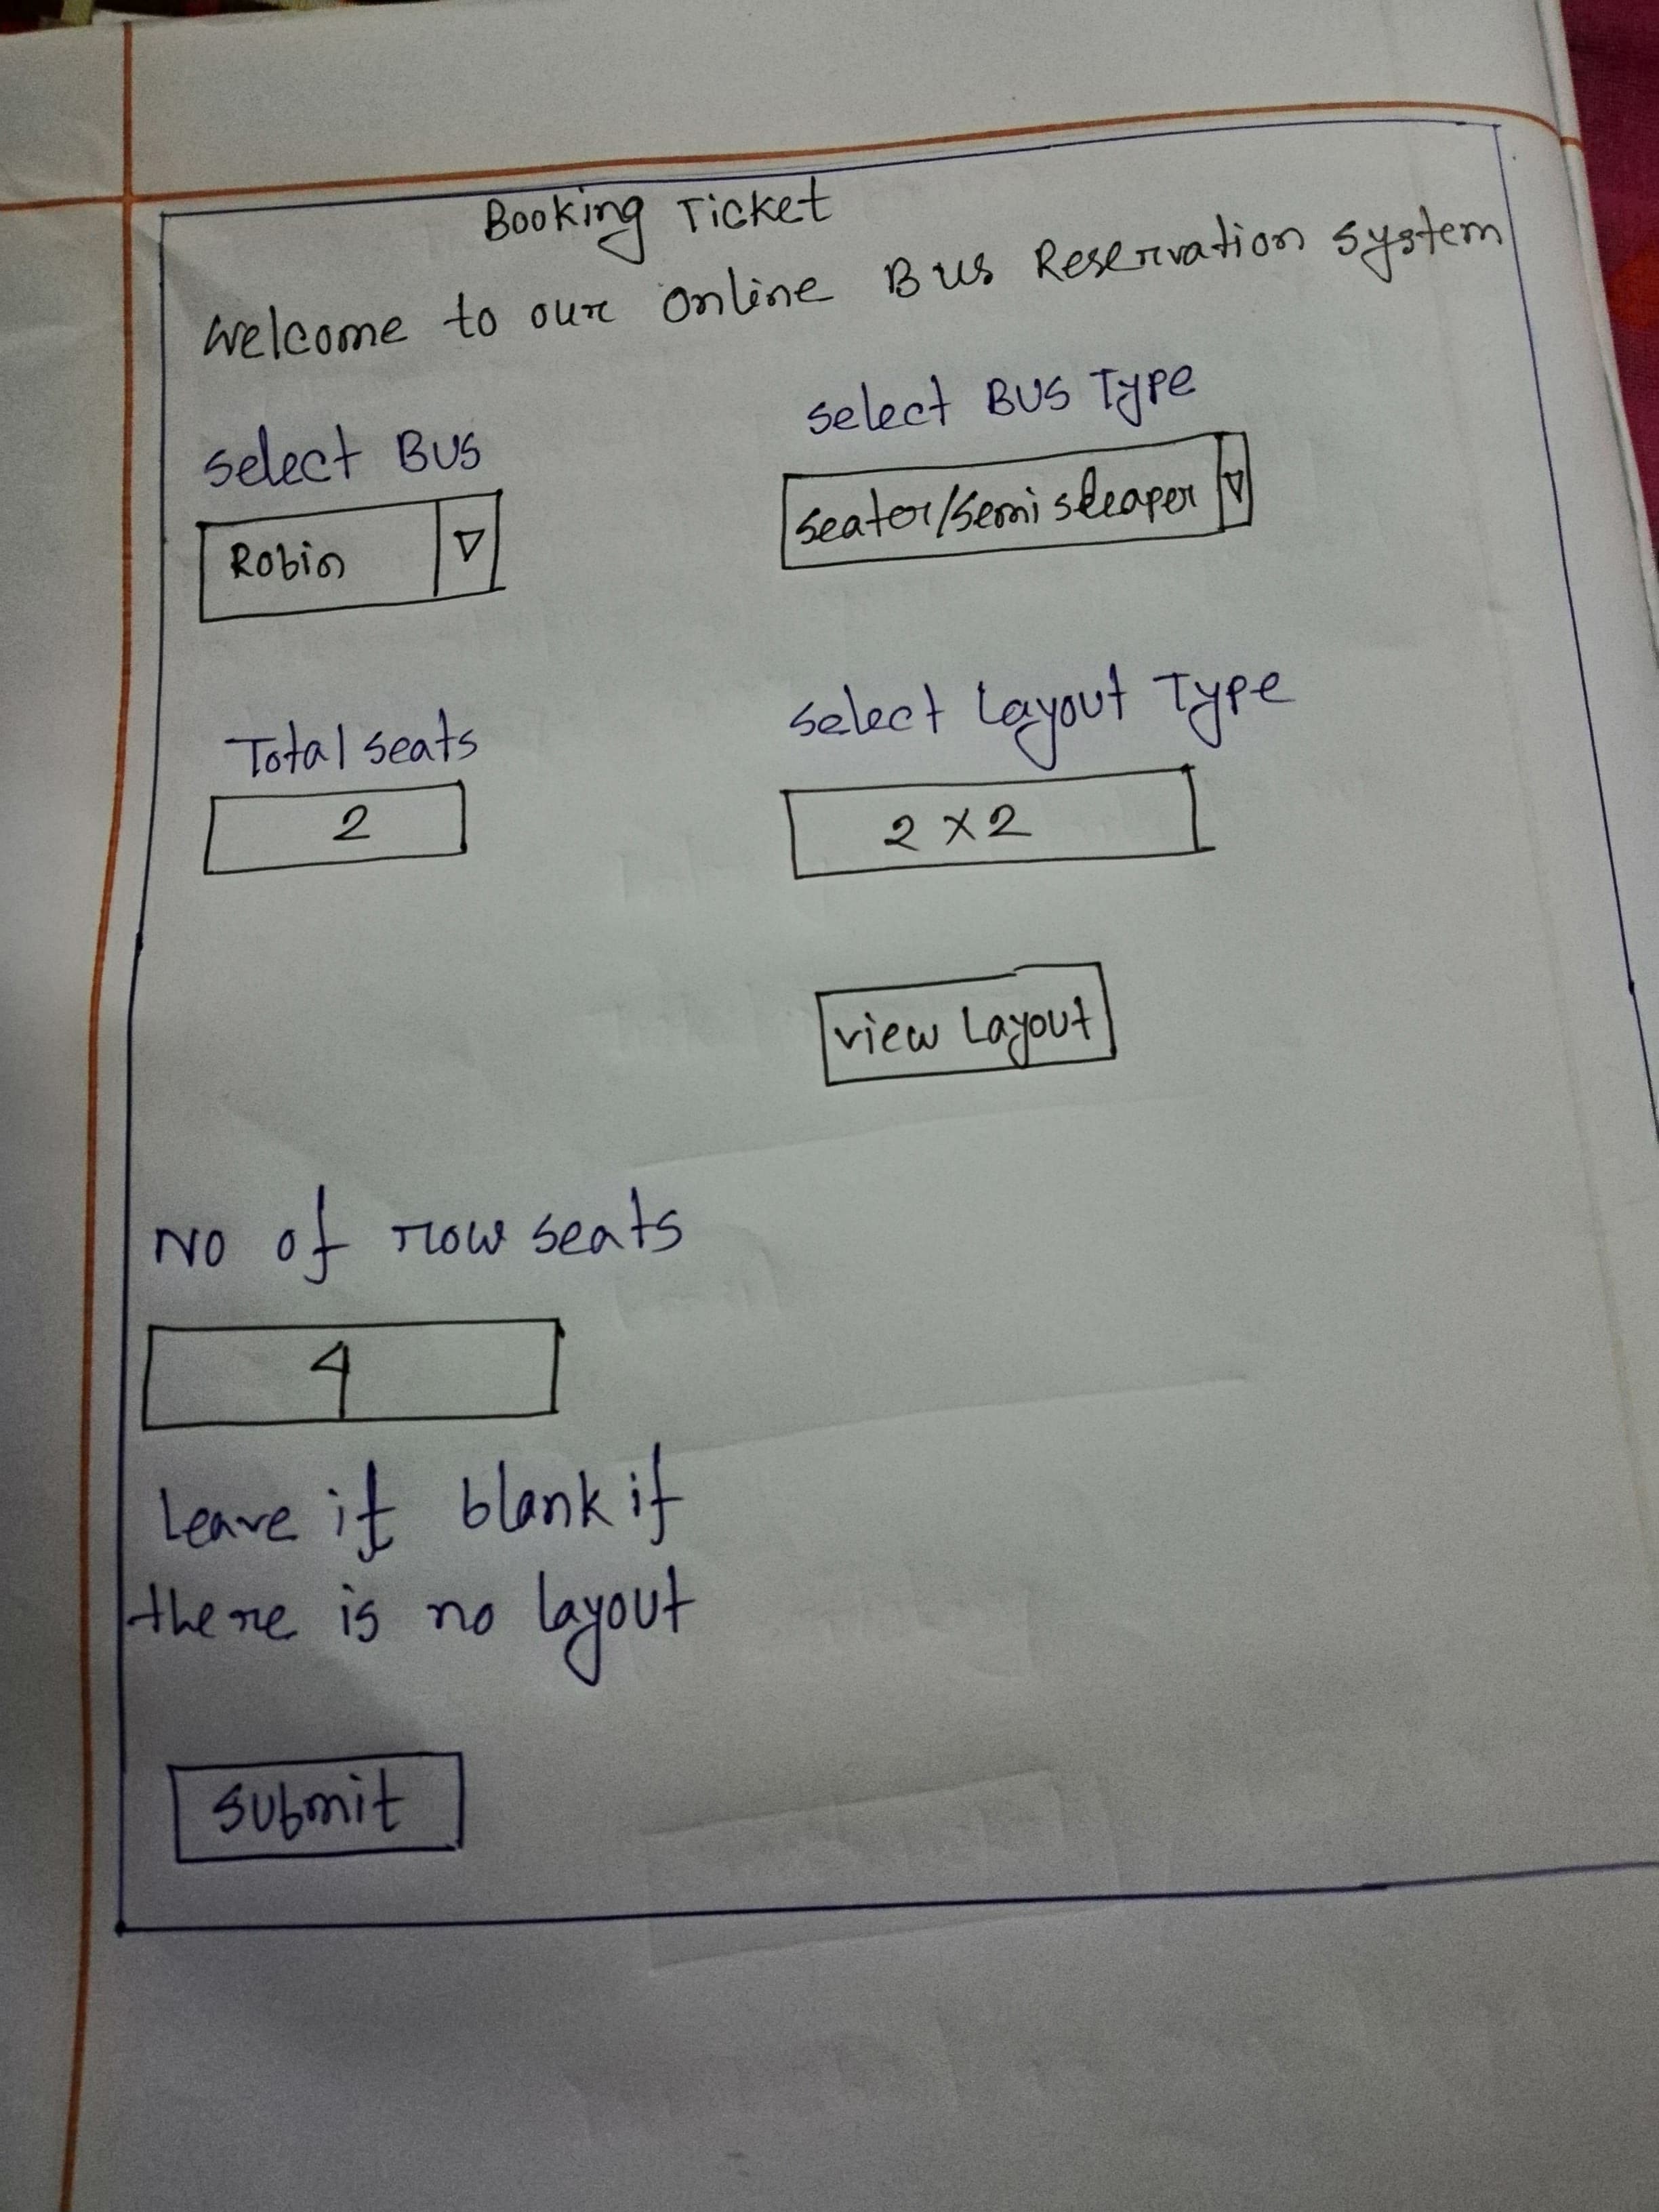 Booking Ticket
Welcome to our Online Bus Reservation System
Select BUS
Select BUS Type
Robin
Seater/Semi sleaper
Total seats
Select Layout Type
2
2 x 2
view Layout
NO of row seats
4
Leave it blank if
there is no layout
Submit